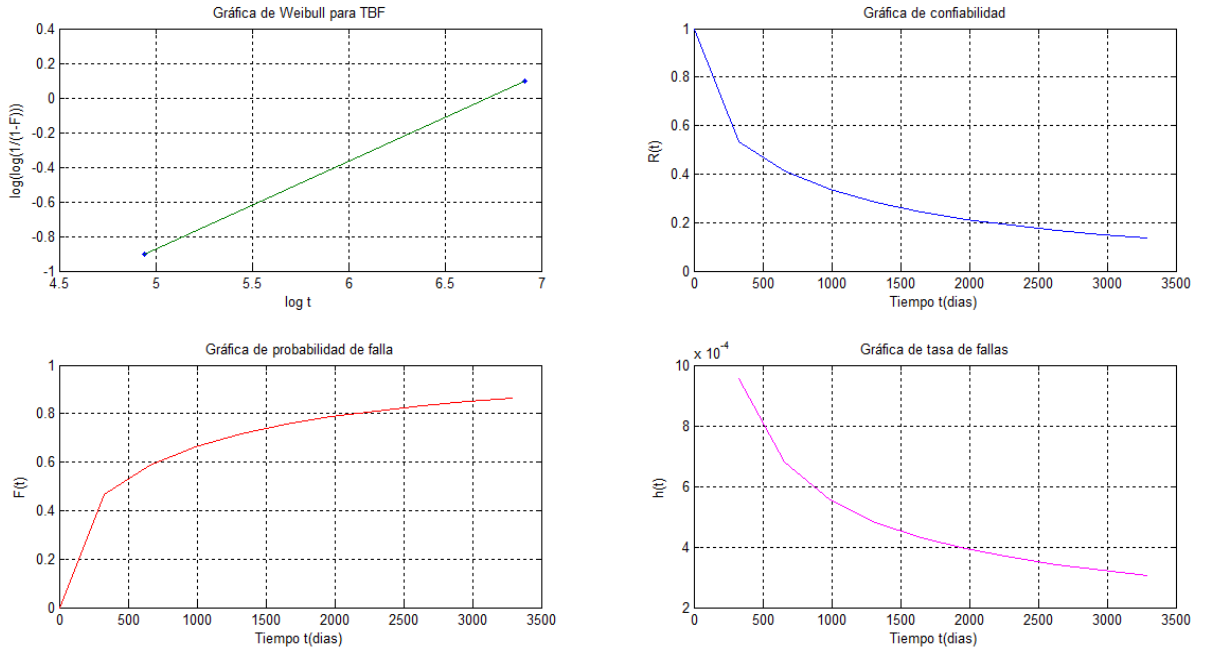 Gráfica de Weibull para TBF
0.4
0.2
0
-0.2
-0.4
-0.6
-0.8
-1
log(log(1/(1-F)))
4.5 5 5.5 6 6.5 7
log t
Gráfica de confiabilidad
1
0.8
0.6
0.4
0.2
0
R(t)
0 500 1000 1500 2000 2500 3000 3500
Tiempo t(dias)
Gráfica de probabilidad de falla
1
0.8
0.6
0.4
0.2
0
F(t)
0 500 1000 1500 2000 2500 3000 3500
Tiempo t(dias)
Gráfica de tasa de fallas
x 10^-4
10
8
6
4
2
h(t)
0 500 1000 1500 2000 2500 3000 3500
Tiempo t(dias)